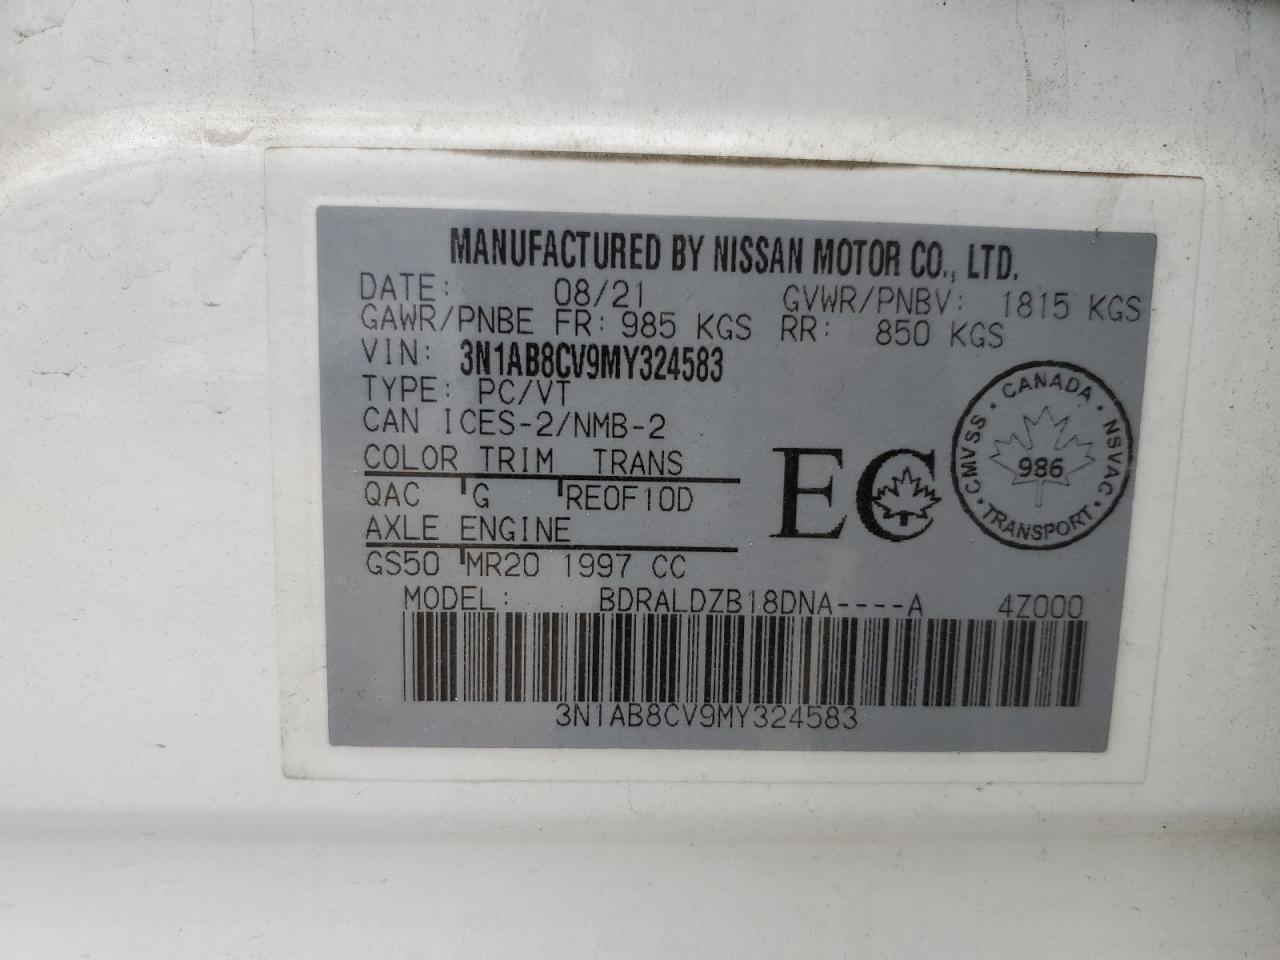 MANUFACTURED BY NISSAN MOTOR CO., LTD.
DATE: 08/21 GVWR/PNBV: 1815 KGS
GAWR/PNBE FR: 985 KGS RR: 850 KGS
VIN: 3N1AB8CV9MY324583
TYPE: PC/VT
CAN ICES-2/NMB-2
COLOR TRIM TRANS
QAC G RE0F10D
AXLE ENGINE
GS50 MR20 1997 CC
EC
CANADA · NSVAC · TRANSPORT · CMVSS ·
986
MODEL: BDRALDZB18DNA----A 4Z000
3N1AB8CV9MY324583